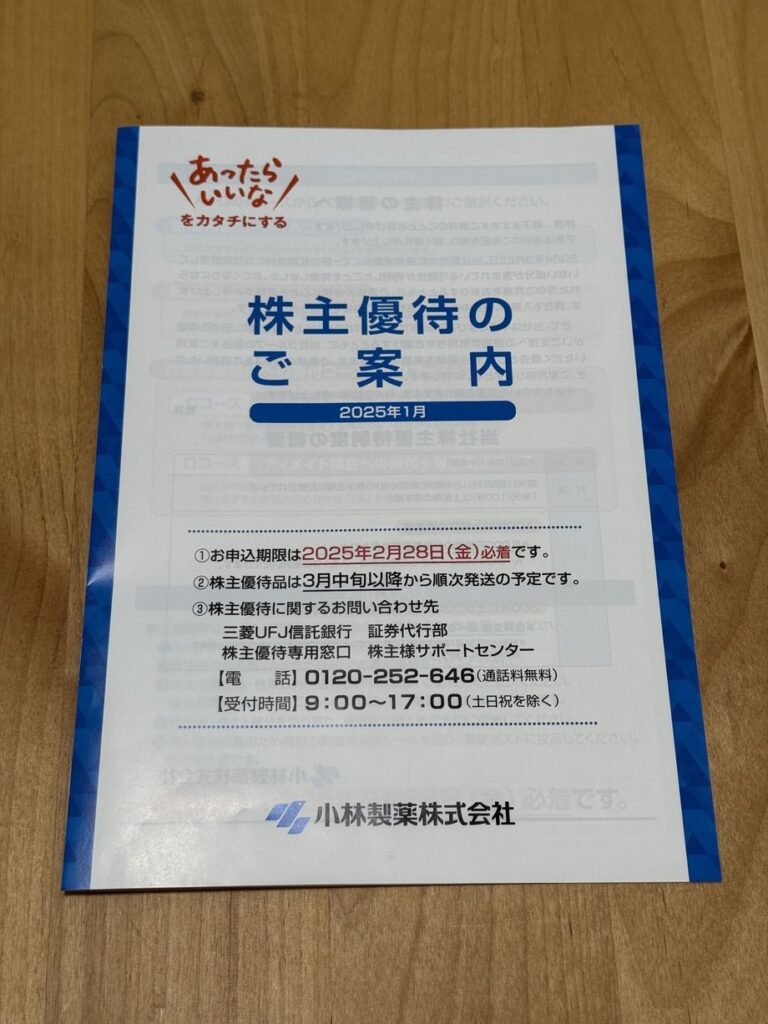 あったら
いいな
をカタチにする
株主優待の
ご案内
2025年1月
①お申込期限は2025年2月28日(金)必着です。
②株主優待品は3月中旬以降から順次発送の予定です。
③株主優待に関するお問い合わせ先
三菱UFJ信託銀行 証券代行部
株主優待専用窓口 株主様サポートセンター
【電 話】0120-252-646(通話料無料)
【受付時間】9:00〜17:00(土日祝を除く)
小林製薬株式会社